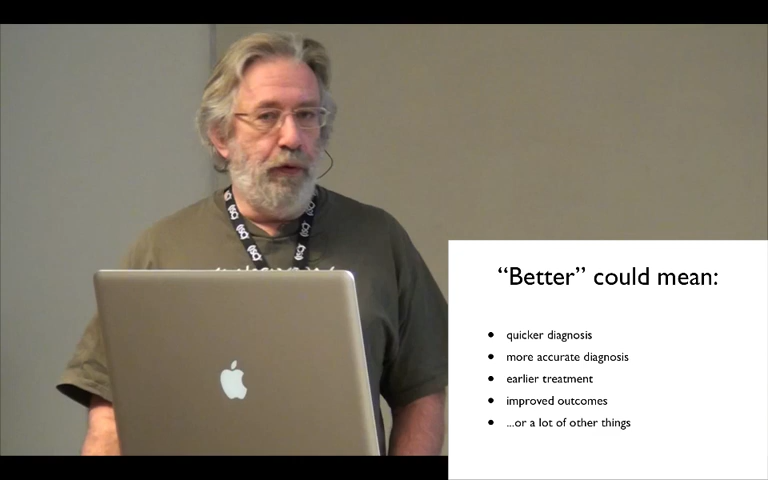 “Better” could mean:
quicker diagnosis
more accurate diagnosis
earlier treatment
improved outcomes
...or a lot of other things